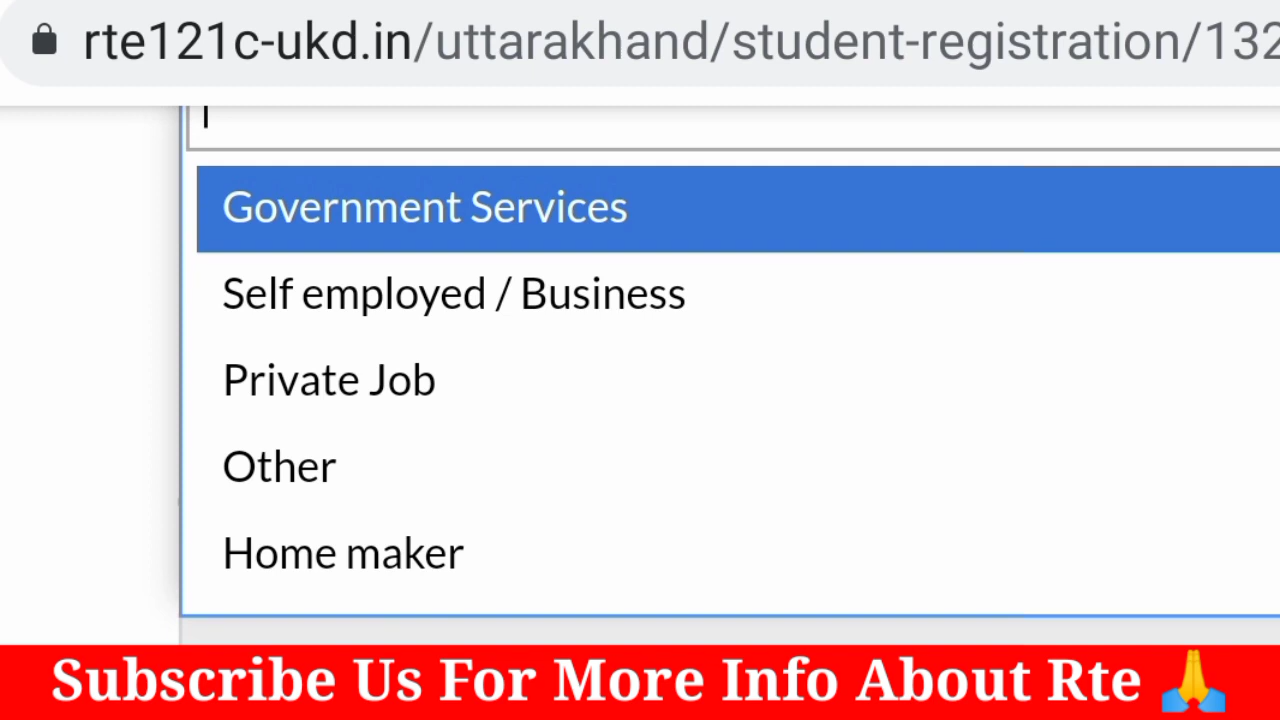 rte121c-ukd.in/uttarakhand/student-registration/132
Government Services
Self employed / Business
Private Job
Other
Home maker
Subscribe Us For More Info About Rte 🙏